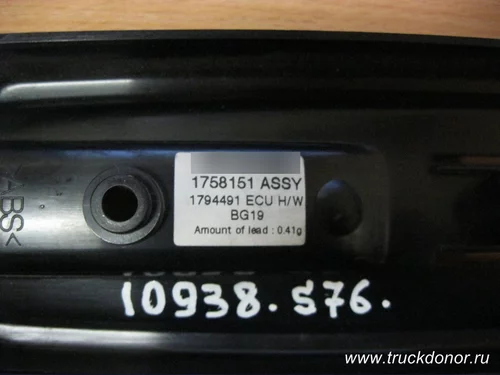 1758151 ASSY
1794491 ECU H/W
BG19
Amount of lead : 0.41g
ABS<
10938.S76.
www.truckdonor.ru